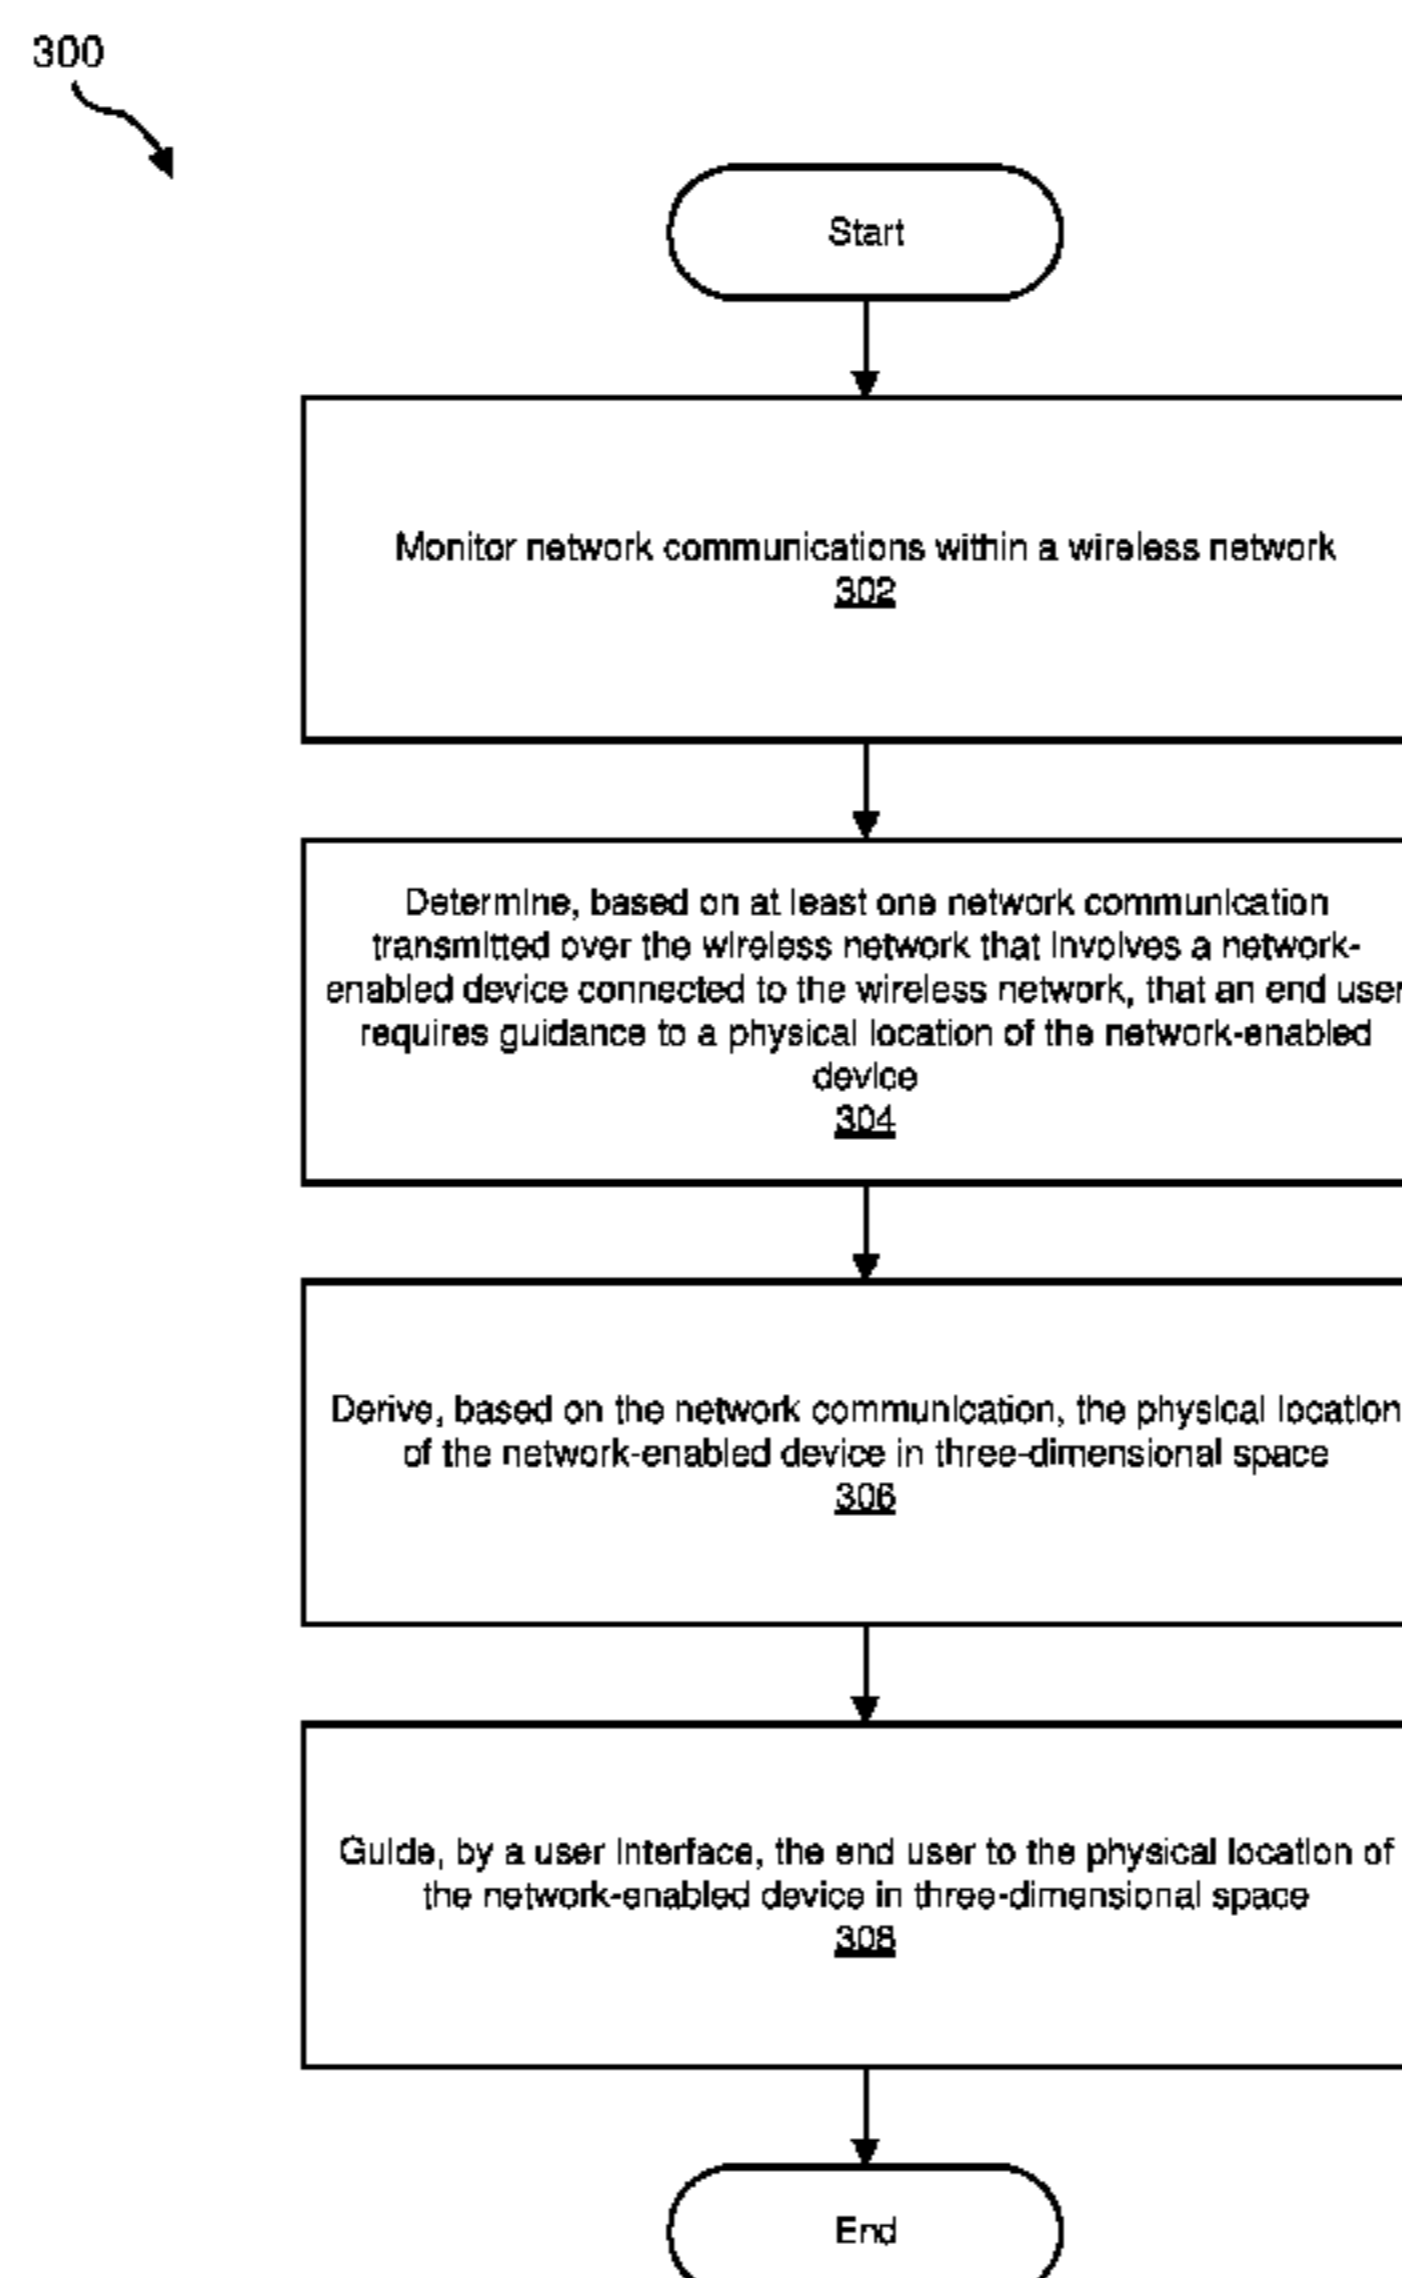 300
Start
Monitor network communications within a wireless network
302
Determine, based on at least one network communication
transmitted over the wireless network that involves a network-
enabled device connected to the wireless network, that an end user
requires guidance to a physical location of the network-enabled
device
304
Derive, based on the network communication, the physical location
of the network-enabled device in three-dimensional space
306
Guide, by a user interface, the end user to the physical location of
the network-enabled device in three-dimensional space
308
End